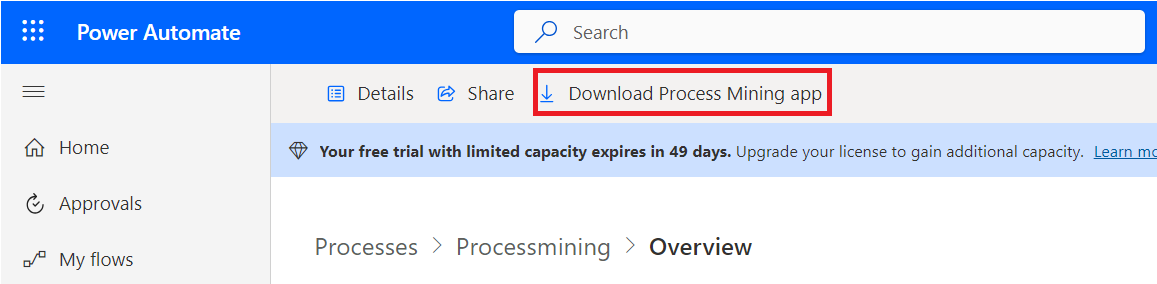 Power Automate
Search
Details Share Download Process Mining app
Your free trial with limited capacity expires in 49 days. Upgrade your license to gain additional capacity. Learn mo
Home
Approvals
My flows
Processes > Processmining > Overview